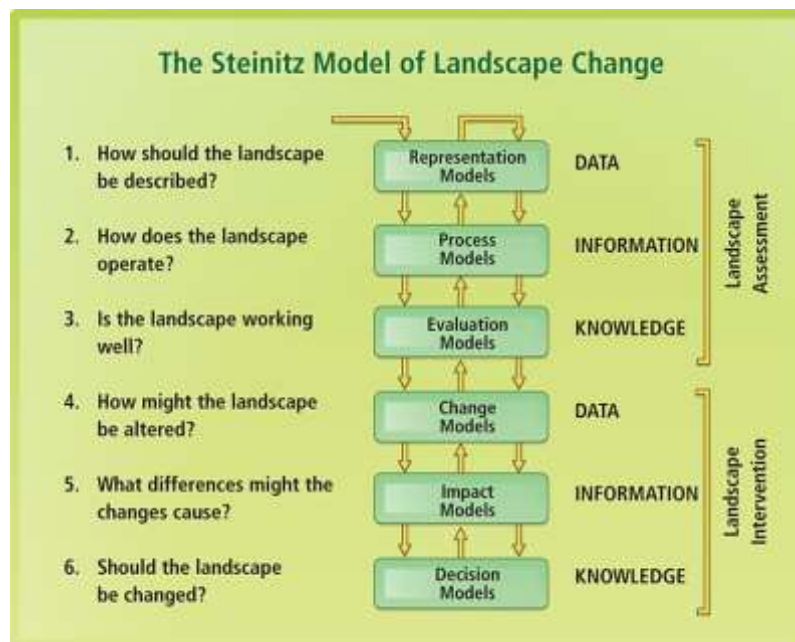 The Steinitz Model of Landscape Change
1. How should the landscape
be described?
Representation
Models
DATA
2. How does the landscape
operate?
Process
Models
INFORMATION
3. Is the landscape working
well?
Evaluation
Models
KNOWLEDGE
Landscape
Assessment
4. How might the landscape
be altered?
Change
Models
DATA
5. What differences might the
changes cause?
Impact
Models
INFORMATION
6. Should the landscape
be changed?
Decision
Models
KNOWLEDGE
Landscape
Intervention